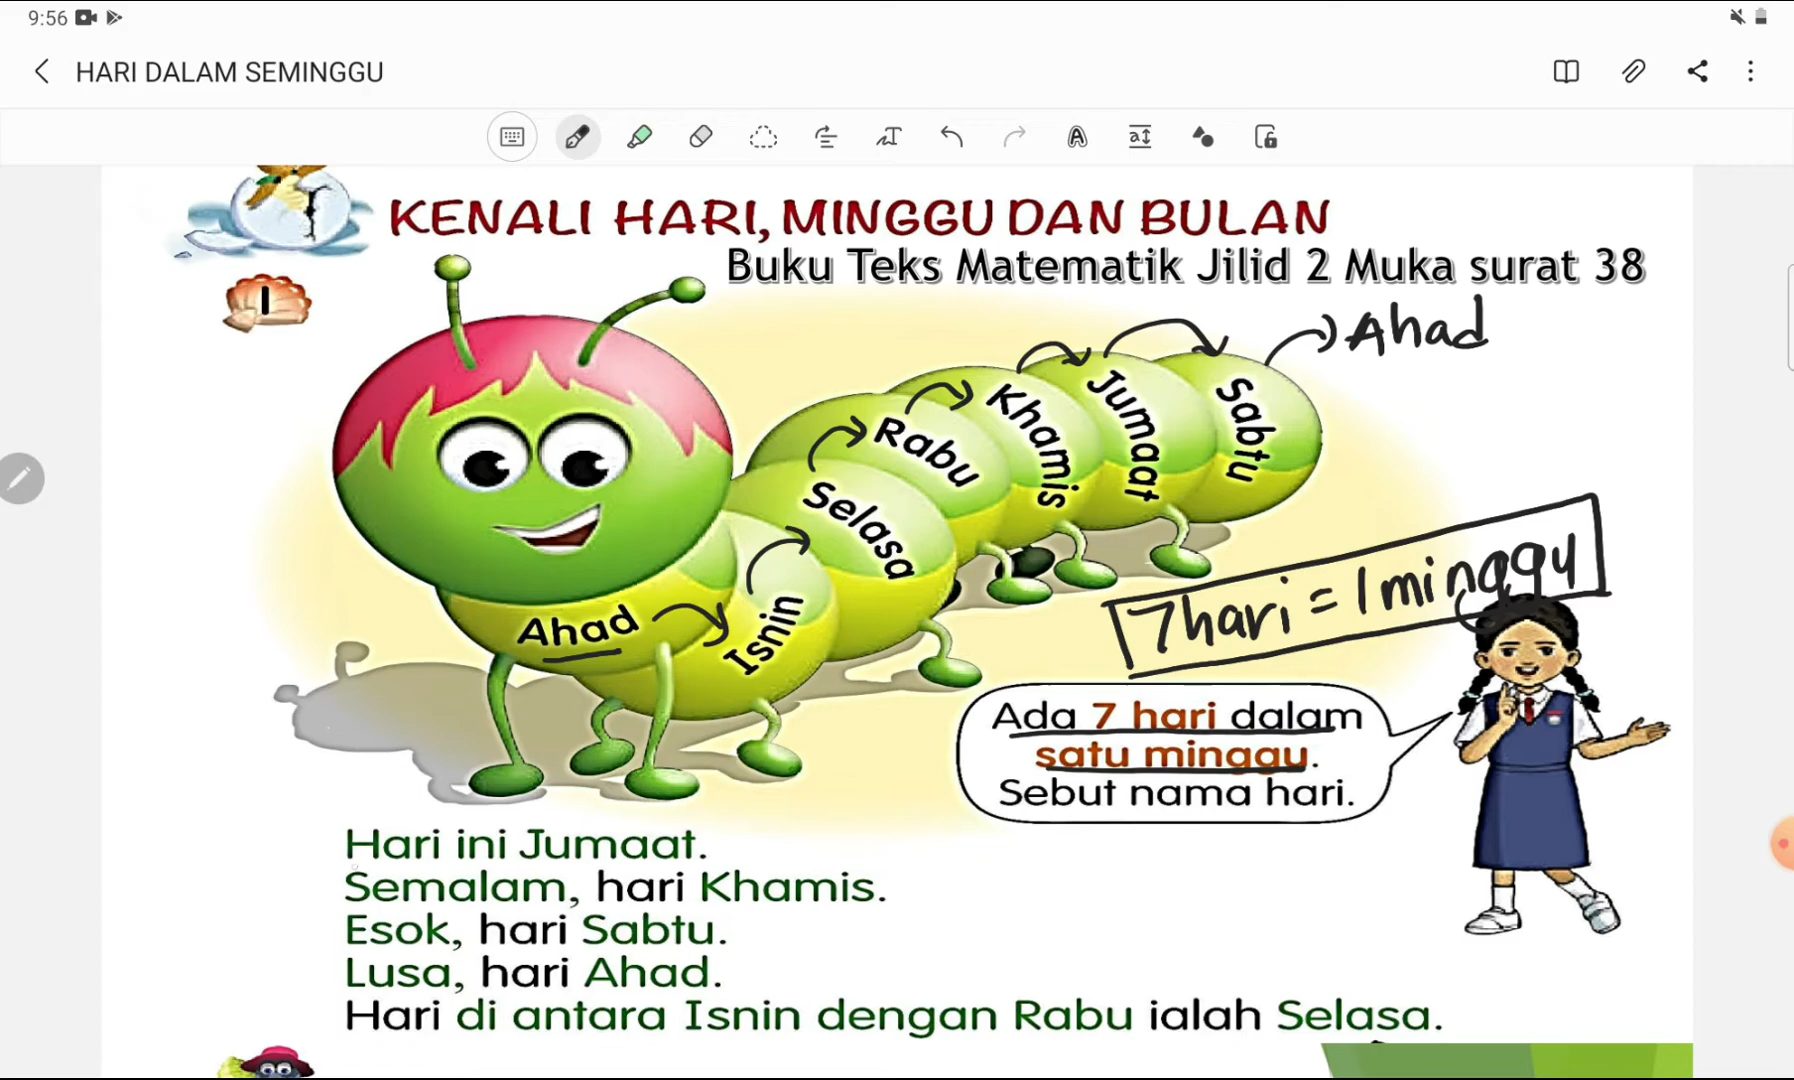 9:56
HARI DALAM SEMINGGU
KENALI HARI, MINGGU DAN BULAN
Buku Teks Matematik Jilid 2 Muka surat 38
1
Ahad
Isnin
Selasa
Rabu
Khamis
Jumaat
Sabtu
Ahad
7 hari = 1 minggu
Ada 7 hari dalam
satu minggu.
Sebut nama hari.
Hari ini Jumaat.
Semalam, hari Khamis.
Esok, hari Sabtu.
Lusa, hari Ahad.
Hari di antara Isnin dengan Rabu ialah Selasa.